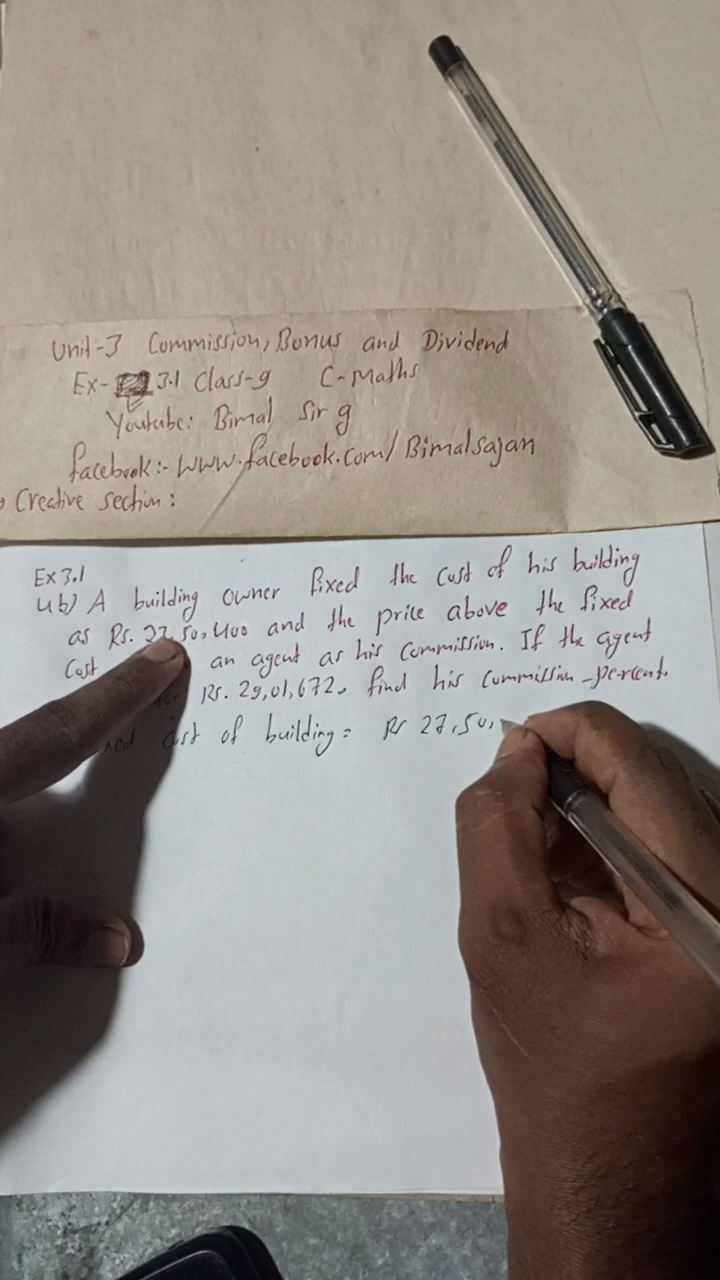 Unit-3 Commission, Bonus and Dividend
Ex- 3.1 Class-9 C-Maths
Youtube: Bimal Sir g
facebook:- www.facebook.com/Bimalsajan
Creative section:
Ex 3.1
4b) A building owner fixed the cost of his building
as Rs. 27,50,400 and the price above the fixed
Cost an agent as his commission. If the agent
for Rs. 29,01,672. find his commission-percent.
cost of building = Rs 27,50,